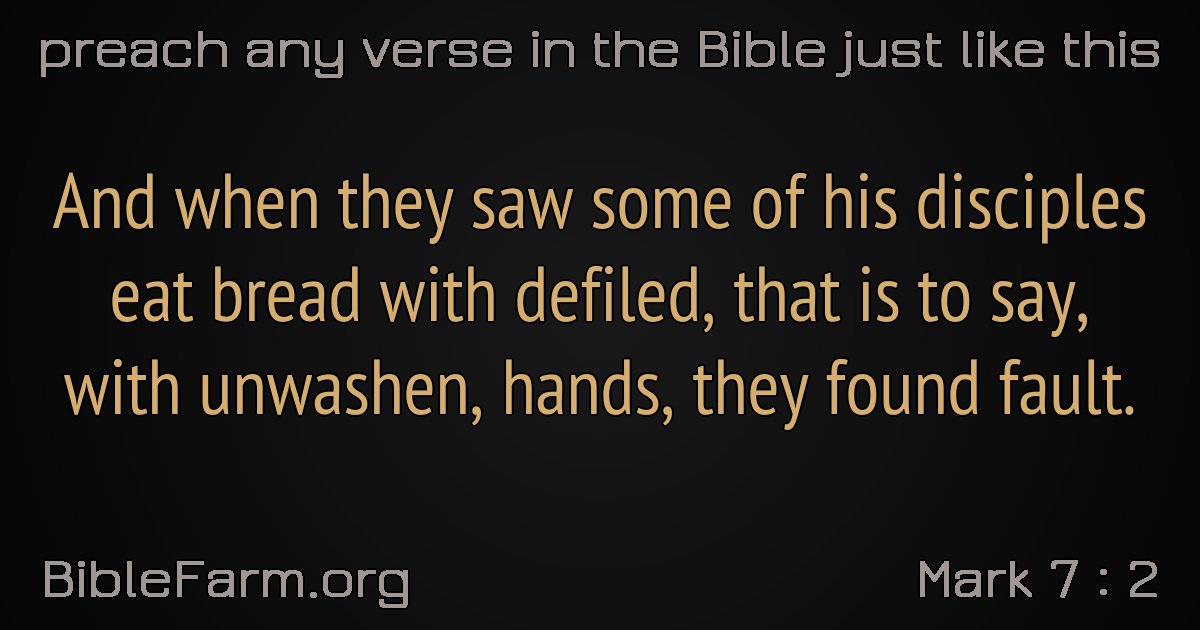 preach any verse in the Bible just like this
And when they saw some of his disciples
eat bread with defiled, that is to say,
with unwashen, hands, they found fault.
BibleFarm.org
Mark 7 : 2